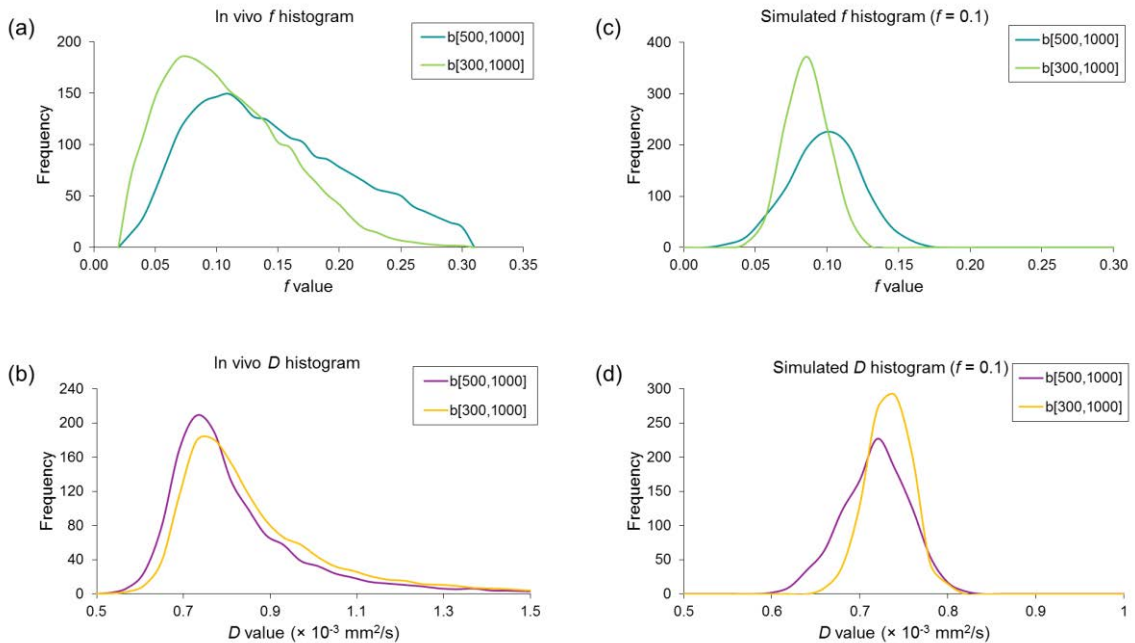 (a)
In vivo f histogram
b[500,1000]
b[300,1000]
200
150
100
50
0
Frequency
0.00 0.05 0.10 0.15 0.20 0.25 0.30 0.35
f value
(c)
Simulated f histogram (f = 0.1)
b[500,1000]
b[300,1000]
400
300
200
100
0
Frequency
0.00 0.05 0.10 0.15 0.20 0.25 0.30
f value
(b)
In vivo D histogram
b[500,1000]
b[300,1000]
240
200
160
120
80
40
0
Frequency
0.5 0.7 0.9 1.1 1.3 1.5
D value (× 10⁻³ mm²/s)
(d)
Simulated D histogram (f = 0.1)
b[500,1000]
b[300,1000]
300
250
200
150
100
50
0
Frequency
0.5 0.6 0.7 0.8 0.9 1
D value (× 10⁻³ mm²/s)